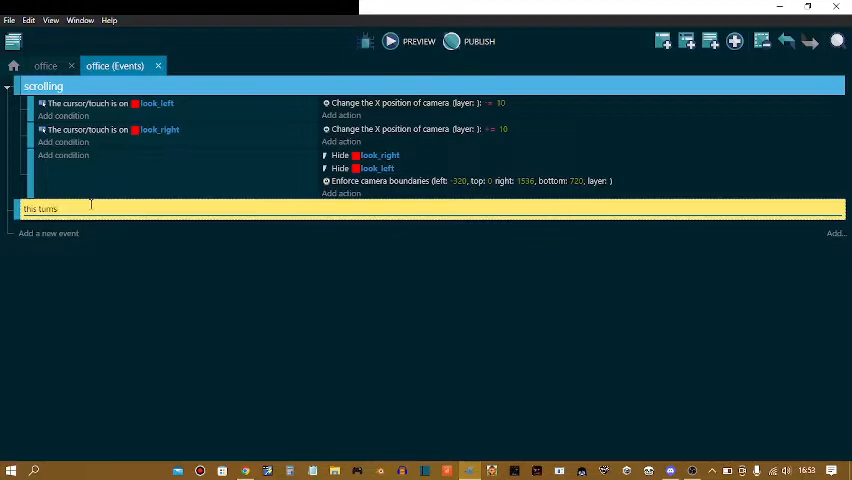 File Edit View Window Help
PREVIEW PUBLISH
office office (Events)
scrolling
The cursor/touch is on look_left Change the X position of camera (layer: ): -= 10
Add condition Add action
The cursor/touch is on look_right Change the X position of camera (layer: ): += 10
Add condition Add action
Add condition Hide look_right
Hide look_left
Enforce camera boundaries (left: -320, top: 0 right: 1536, bottom: 720, layer: )
Add action
this turns
Add a new event Add...
16:53